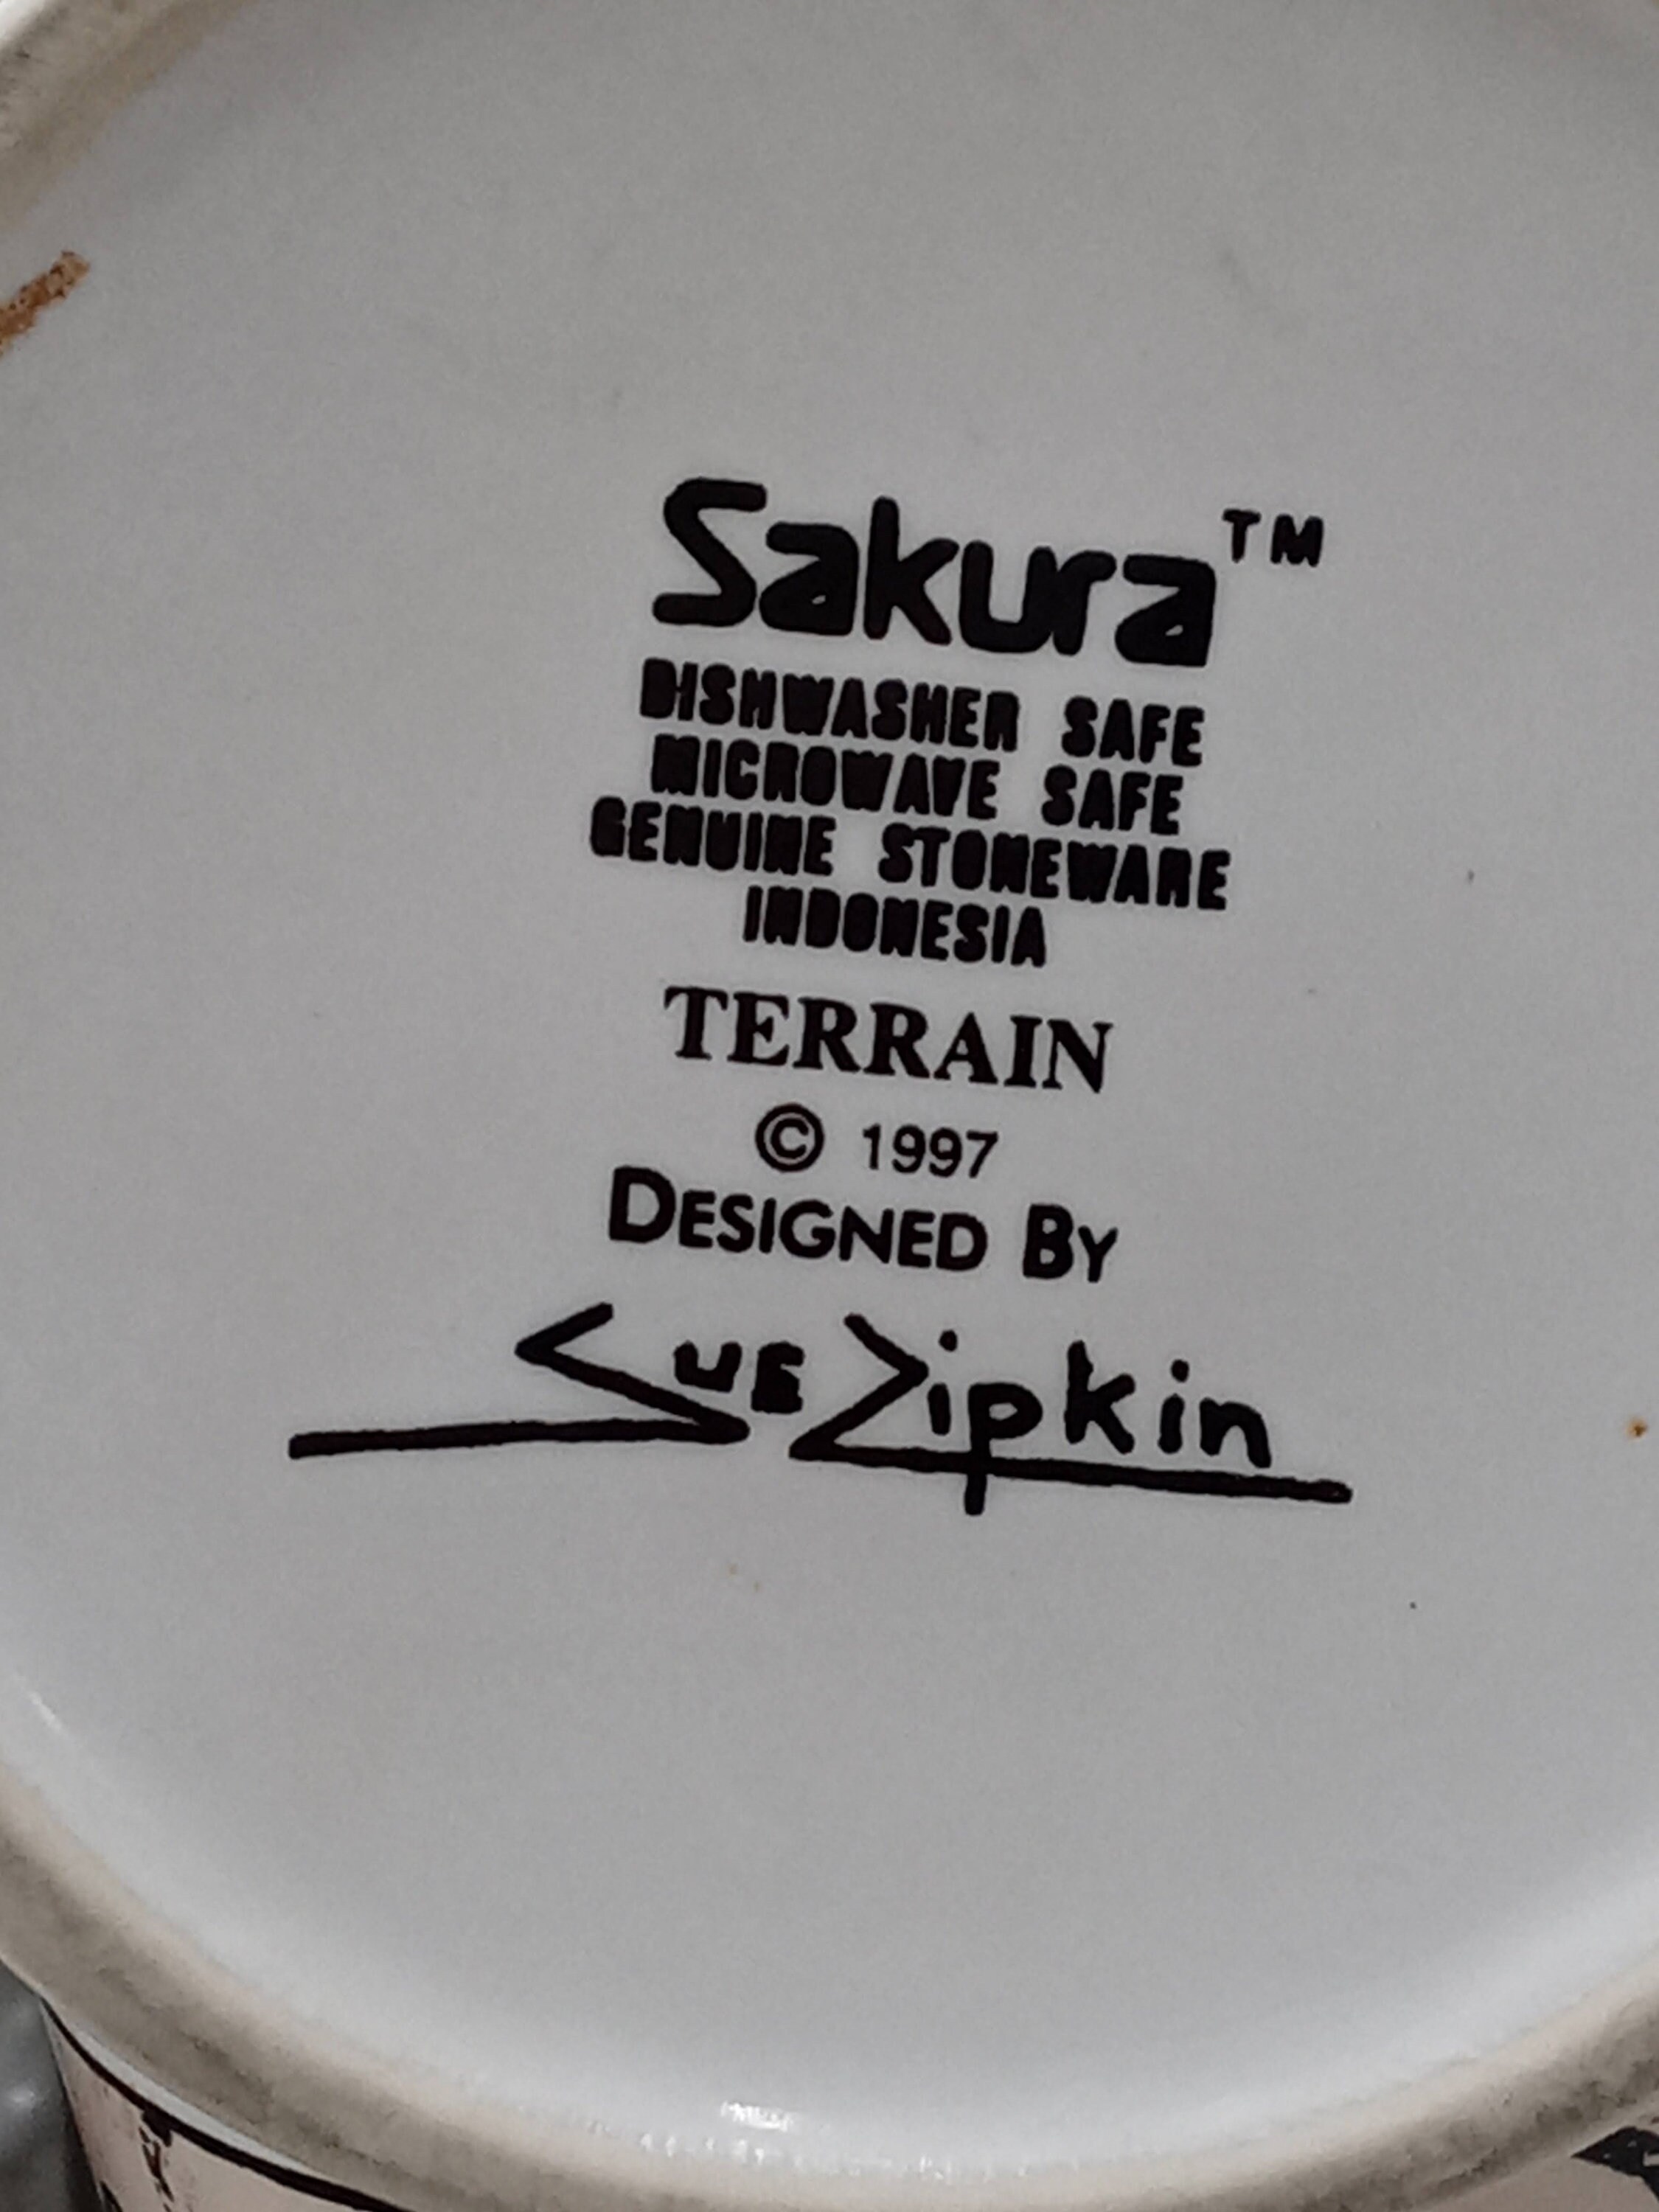 Sakura™
DISHWASHER SAFE
MICROWAVE SAFE
GENUINE STONEWARE
INDONESIA
TERRAIN
© 1997
DESIGNED BY
Sue Zipkin